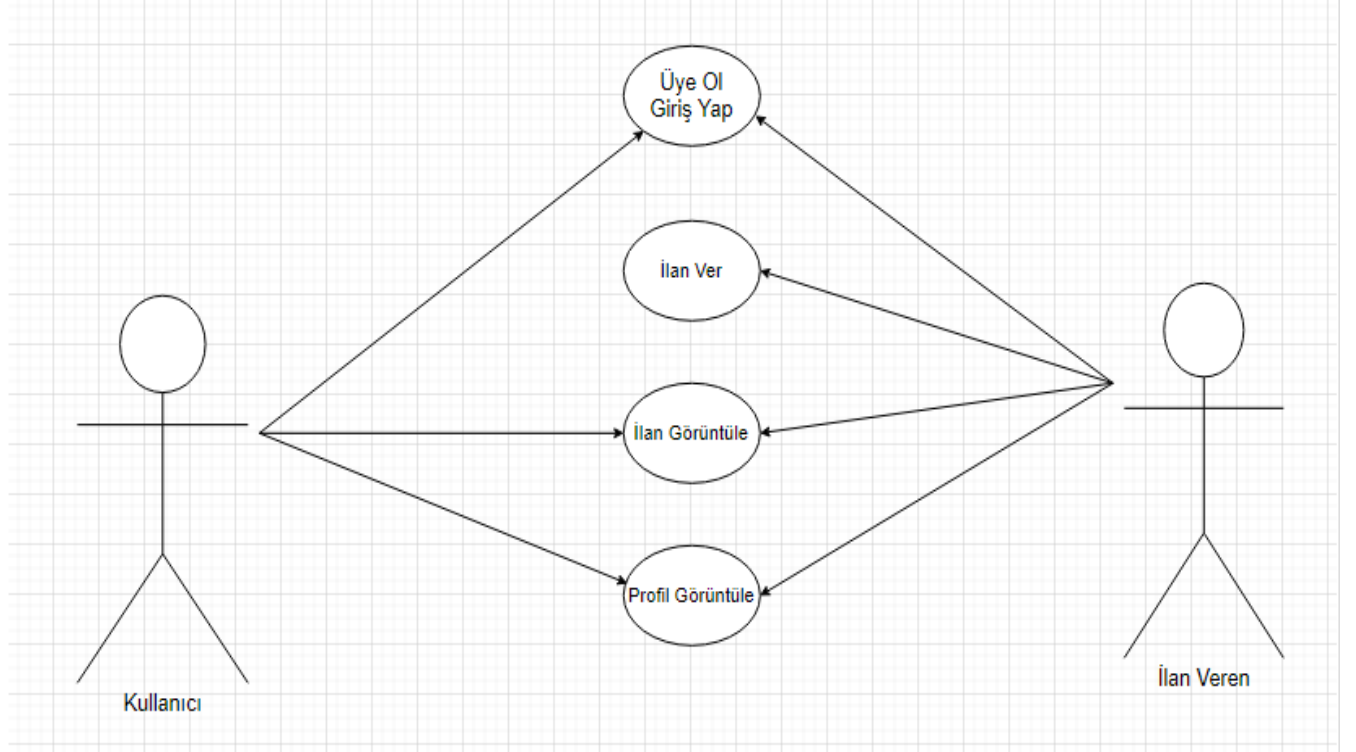 Üye Ol
Giriş Yap
İlan Ver
İlan Görüntüle
Profil Görüntüle
Kullanıcı
İlan Veren